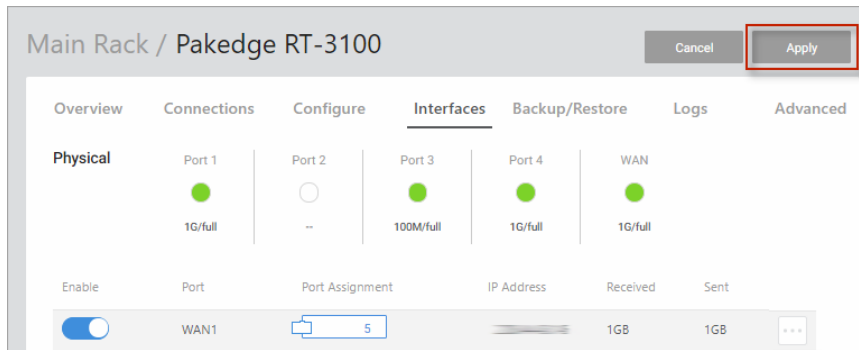 Main Rack / Pakedge RT-3100
Cancel
Apply
Overview Connections Configure Interfaces Backup/Restore Logs Advanced
Physical Port 1 Port 2 Port 3 Port 4 WAN
1G/full -- 100M/full 1G/full 1G/full
Enable Port Port Assignment IP Address Received Sent
WAN1 5 1GB 1GB ...